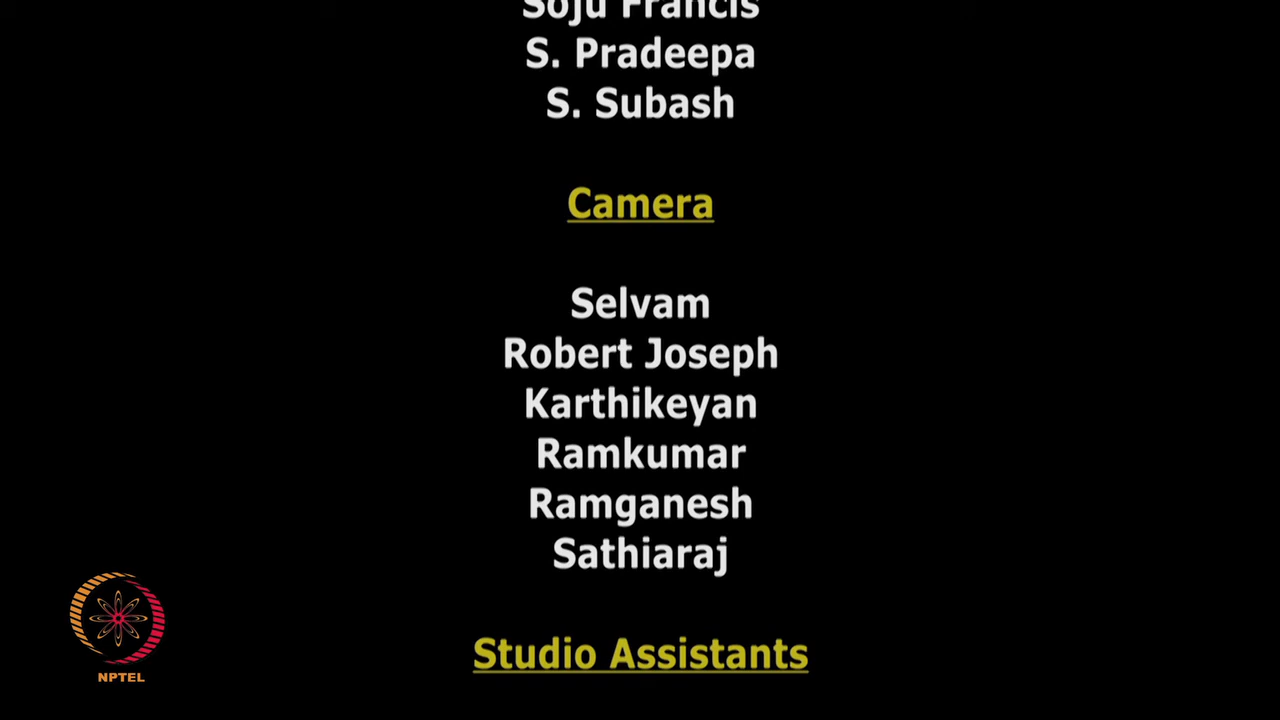 Soju Francis
S. Pradeepa
S. Subash
Camera
Selvam
Robert Joseph
Karthikeyan
Ramkumar
Ramganesh
Sathiaraj
Studio Assistants
NPTEL